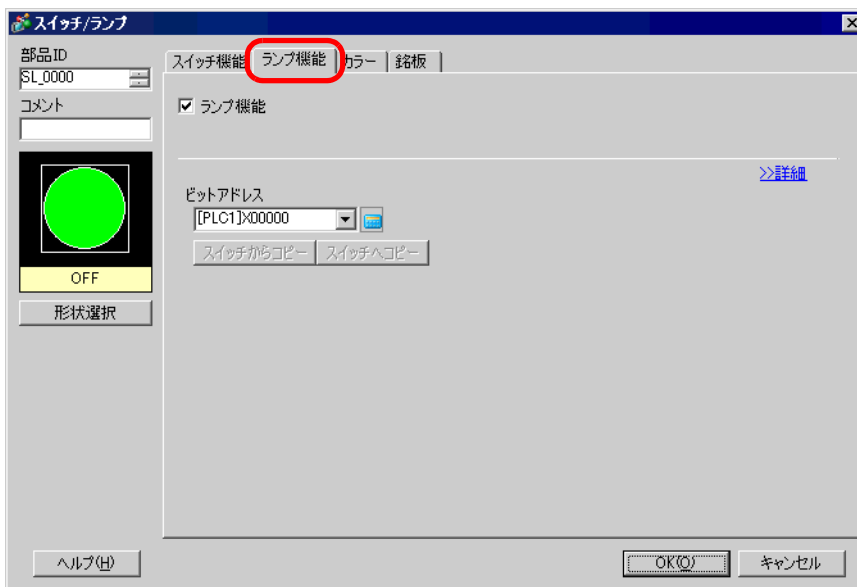 スイッチ/ランプ
部品ID
SL_0000
コメント
OFF
形状選択
スイッチ機能 ランプ機能 カラー 銘板
ランプ機能
>>詳細
ビットアドレス
[PLC1]X00000
スイッチからコピー スイッチへコピー
ヘルプ(H) OK(O) キャンセル